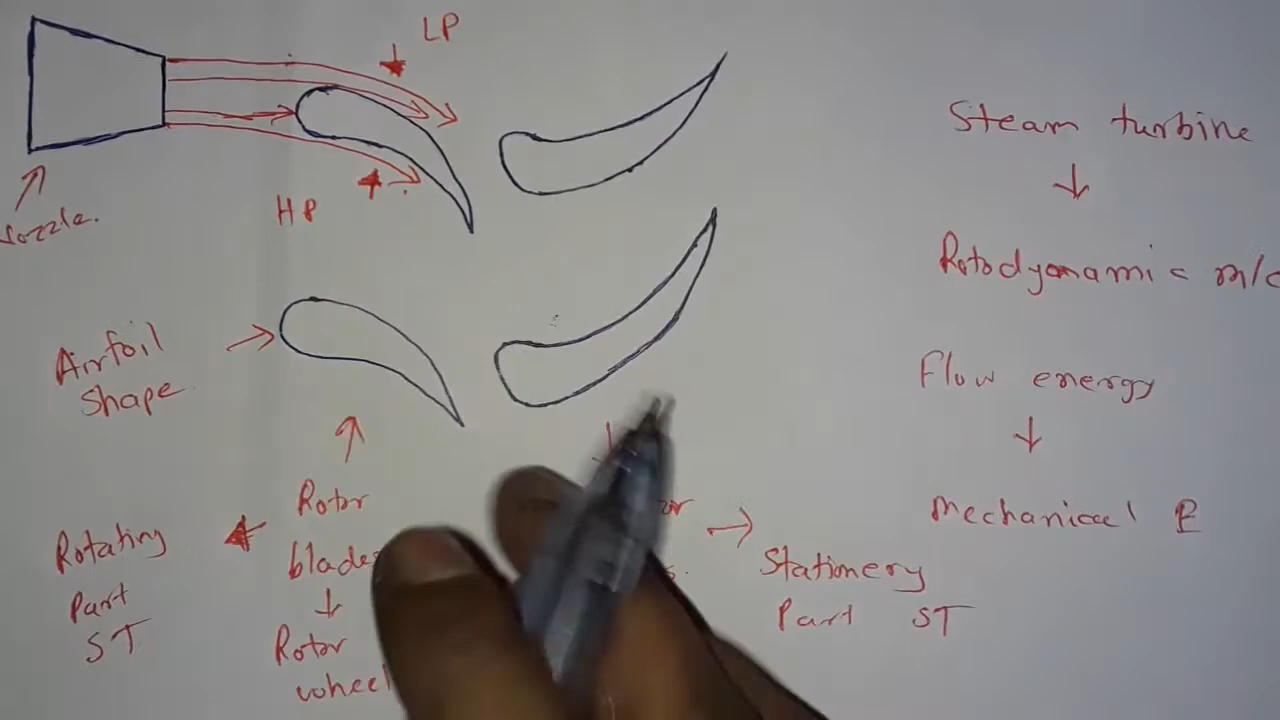 LP
HP
Nozzle.
Airfoil
shape
Rotor
blades
Rotor
wheel
Rotating
Part
ST
Stationery
Part ST
Steam turbine
Rotodynamic m/c
Flow energy
Mechanical E